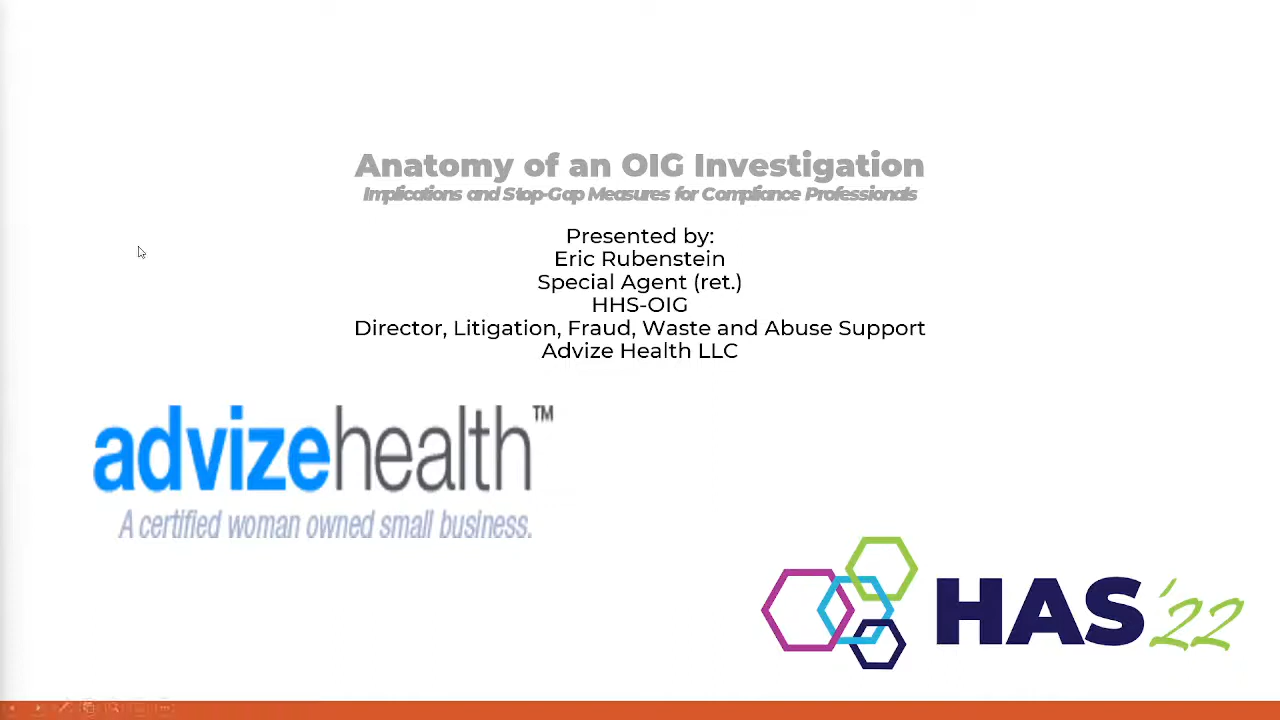 Anatomy of an OIG Investigation
Implications and Stop-Gap Measures for Compliance Professionals
Presented by:
Eric Rubenstein
Special Agent (ret.)
HHS-OIG
Director, Litigation, Fraud, Waste and Abuse Support
Advize Health LLC
advizehealth™
A certified woman owned small business.
HAS'22